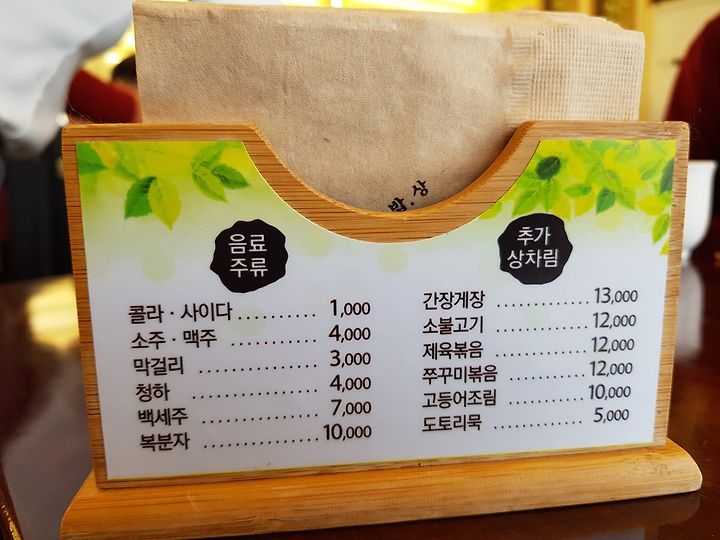 밥.상
음료
주류
콜라 · 사이다 .......... 1,000
소주 · 맥주 ........... 4,000
막걸리 .............. 3,000
청하 ............... 4,000
백세주 .............. 7,000
복분자 .............. 10,000
추가
상차림
간장게장 ............ 13,000
소불고기 ............ 12,000
제육볶음 ............ 12,000
쭈꾸미볶음 ........... 12,000
고등어조림 ........... 10,000
도토리묵 ............. 5,000